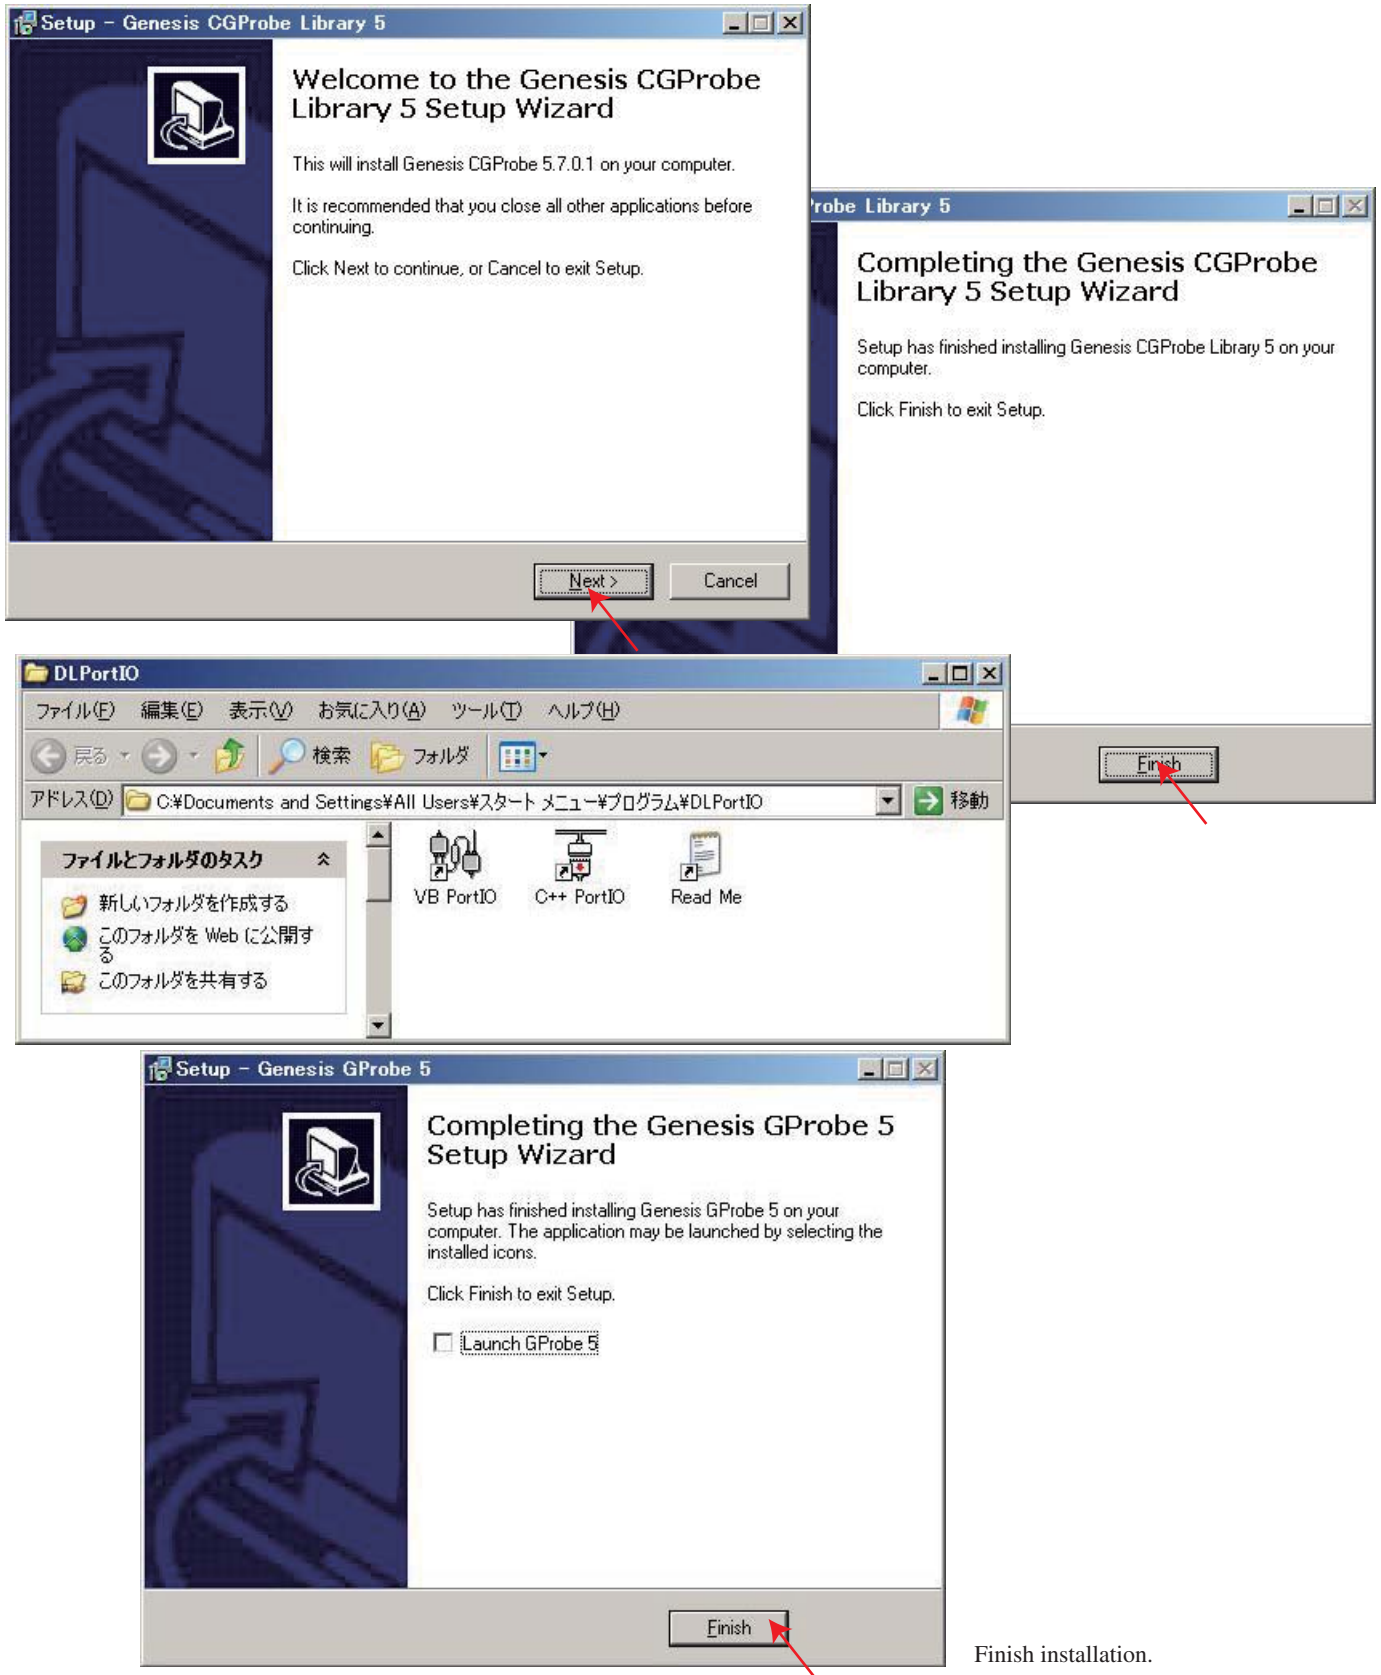 Setup - Genesis CGProbe Library 5
Welcome to the Genesis CGProbe
Library 5 Setup Wizard
This will install Genesis CGProbe 5.7.0.1 on your computer.
It is recommended that you close all other applications before
continuing.
Click Next to continue, or Cancel to exit Setup.
Next >
Cancel
robe Library 5
Completing the Genesis CGProbe
Library 5 Setup Wizard
Setup has finished installing Genesis CGProbe Library 5 on your
computer.
Click Finish to exit Setup.
Finish
DLPortIO
ファイル(F) 編集(E) 表示(V) お気に入り(A) ツール(T) ヘルプ(H)
戻る 検索 フォルダ
アドレス(D) C:¥Documents and Settings¥All Users¥スタート メニュー¥プログラム¥DLPortIO 移動
ファイルとフォルダのタスク
新しいフォルダを作成する
このフォルダを Web に公開す
る
このフォルダを共有する
VB PortIO C++ PortIO Read Me
Setup - Genesis GProbe 5
Completing the Genesis GProbe 5
Setup Wizard
Setup has finished installing Genesis GProbe 5 on your
computer. The application may be launched by selecting the
installed icons.
Click Finish to exit Setup.
Launch GProbe 5
Finish
Finish installation.